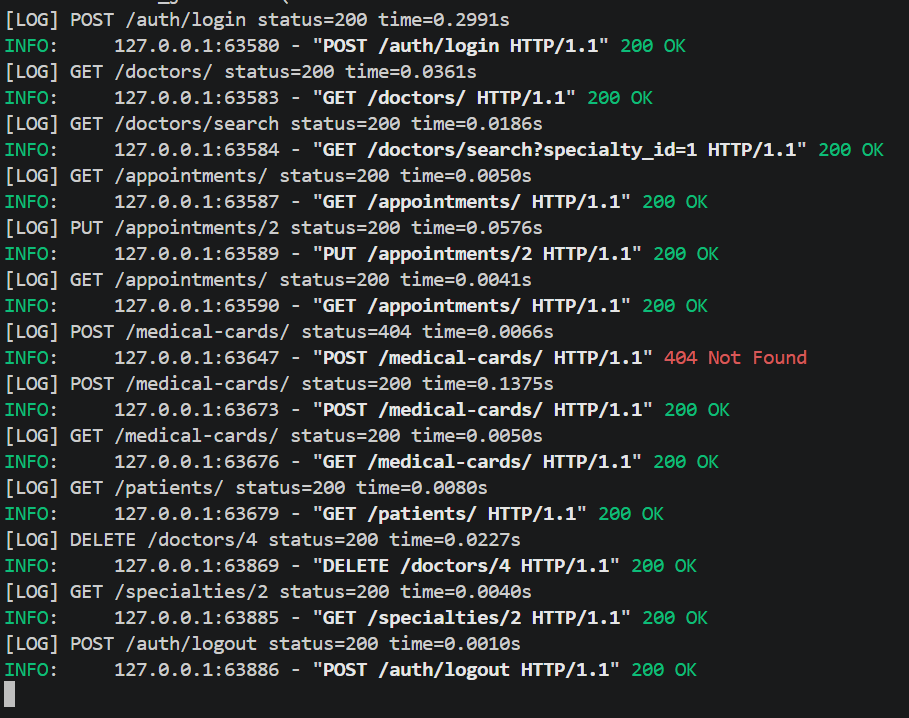 [LOG] POST /auth/login status=200 time=0.2991s
INFO:     127.0.0.1:63580 - "POST /auth/login HTTP/1.1" 200 OK
[LOG] GET /doctors/ status=200 time=0.0361s
INFO:     127.0.0.1:63583 - "GET /doctors/ HTTP/1.1" 200 OK
[LOG] GET /doctors/search status=200 time=0.0186s
INFO:     127.0.0.1:63584 - "GET /doctors/search?specialty_id=1 HTTP/1.1" 200 OK
[LOG] GET /appointments/ status=200 time=0.0050s
INFO:     127.0.0.1:63587 - "GET /appointments/ HTTP/1.1" 200 OK
[LOG] PUT /appointments/2 status=200 time=0.0576s
INFO:     127.0.0.1:63589 - "PUT /appointments/2 HTTP/1.1" 200 OK
[LOG] GET /appointments/ status=200 time=0.0041s
INFO:     127.0.0.1:63590 - "GET /appointments/ HTTP/1.1" 200 OK
[LOG] POST /medical-cards/ status=404 time=0.0066s
INFO:     127.0.0.1:63647 - "POST /medical-cards/ HTTP/1.1" 404 Not Found
[LOG] POST /medical-cards/ status=200 time=0.1375s
INFO:     127.0.0.1:63673 - "POST /medical-cards/ HTTP/1.1" 200 OK
[LOG] GET /medical-cards/ status=200 time=0.0050s
INFO:     127.0.0.1:63676 - "GET /medical-cards/ HTTP/1.1" 200 OK
[LOG] GET /patients/ status=200 time=0.0080s
INFO:     127.0.0.1:63679 - "GET /patients/ HTTP/1.1" 200 OK
[LOG] DELETE /doctors/4 status=200 time=0.0227s
INFO:     127.0.0.1:63869 - "DELETE /doctors/4 HTTP/1.1" 200 OK
[LOG] GET /specialties/2 status=200 time=0.0040s
INFO:     127.0.0.1:63885 - "GET /specialties/2 HTTP/1.1" 200 OK
[LOG] POST /auth/logout status=200 time=0.0010s
INFO:     127.0.0.1:63886 - "POST /auth/logout HTTP/1.1" 200 OK